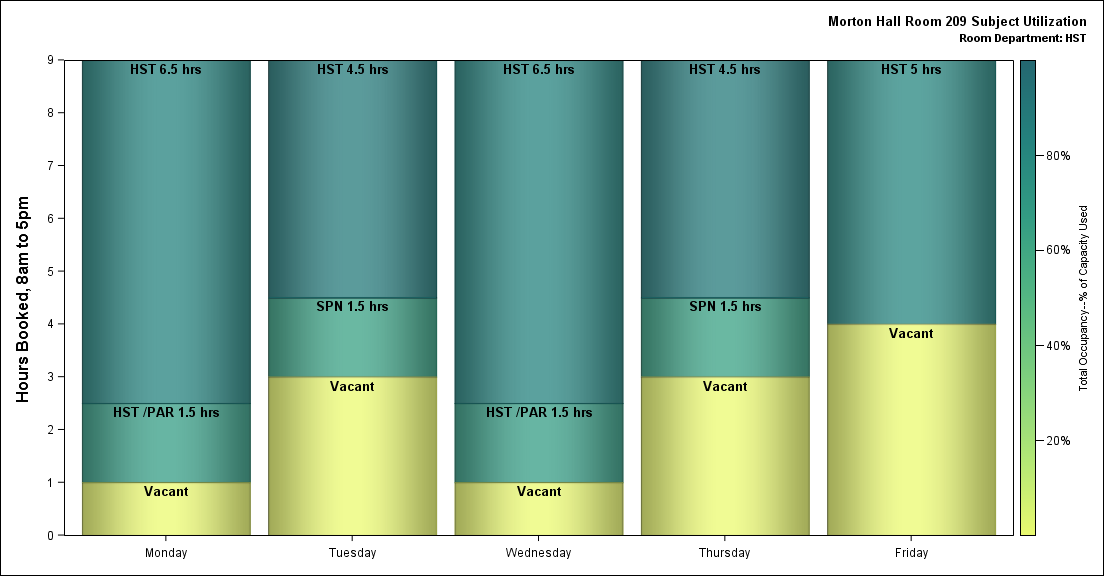 Morton Hall Room 209 Subject Utilization
Room Department: HST
Hours Booked, 8am to 5pm
9
8
7
6
5
4
3
2
1
0
HST 6.5 hrs
HST /PAR 1.5 hrs
Vacant
HST 4.5 hrs
SPN 1.5 hrs
Vacant
HST 6.5 hrs
HST /PAR 1.5 hrs
Vacant
HST 4.5 hrs
SPN 1.5 hrs
Vacant
HST 5 hrs
Vacant
Monday
Tuesday
Wednesday
Thursday
Friday
80%
60%
40%
20%
Total Occupancy--% of Capacity Used